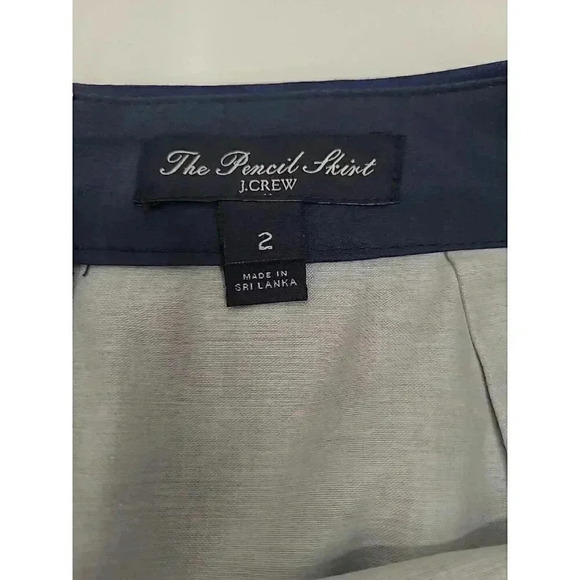 The Pencil Skirt
J.CREW
2
MADE IN
SRI LANKA